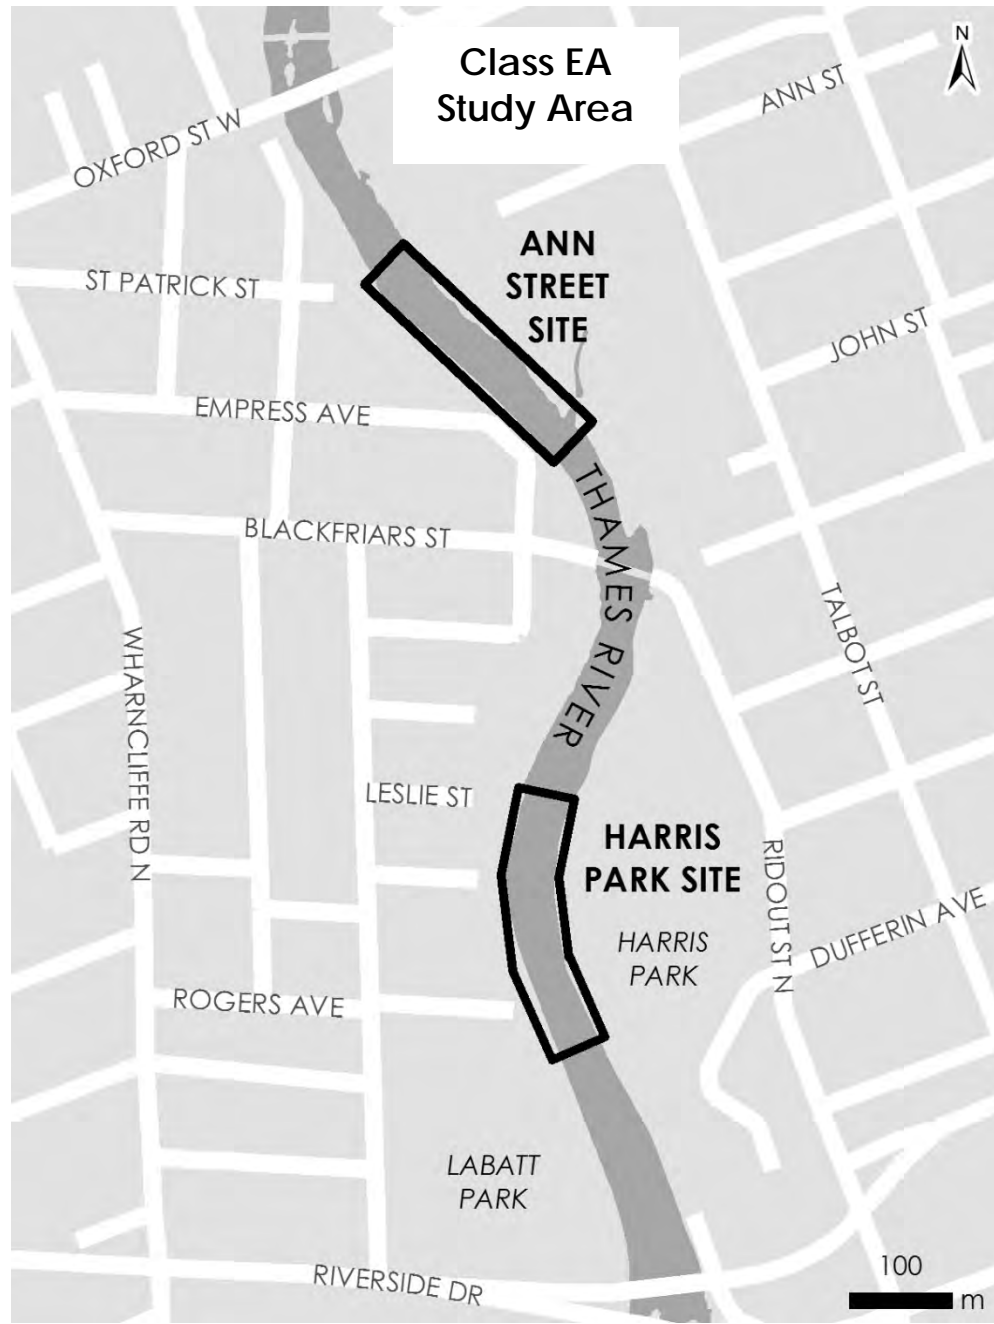 Class EA
Study Area
N
ANN ST
OXFORD ST W
ANN
STREET
SITE
ST PATRICK ST
JOHN ST
EMPRESS AVE
THAMES RIVER
BLACKFRIARS ST
TALBOT ST
WHARNCLIFFE RD N
LESLIE ST
HARRIS
PARK SITE
RIDOUT ST N
DUFFERIN AVE
HARRIS
PARK
ROGERS AVE
LABATT
PARK
RIVERSIDE DR
100
m